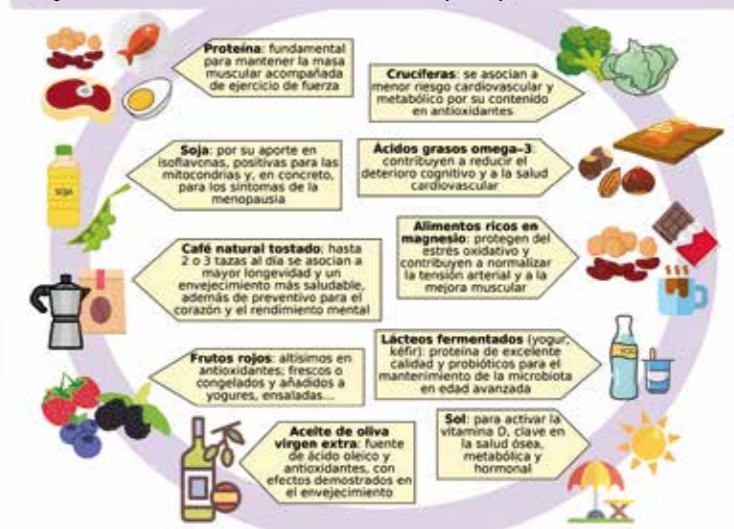 Proteína: fundamental
para mantener la masa
muscular acompañada
de ejercicio de fuerza
Crucíferas: se asocian a
menor riesgo cardiovascular y
metabólico por su contenido
en antioxidantes
Soja: por su aporte en
isoflavonas, positivas para las
mitocondrias y, en concreto,
para los síntomas de la
menopausia
SOJA
Ácidos grasos omega-3:
contribuyen a reducir el
deterioro cognitivo y a la salud
cardiovascular
Café natural tostado: hasta
2 o 3 tazas al día se asocian a
mayor longevidad y un
envejecimiento más saludable,
además de preventivo para el
corazón y el rendimiento mental
Alimentos ricos en
magnesio: protegen del
estrés oxidativo y
contribuyen a normalizar
la tensión arterial y a la
mejora muscular
Frutos rojos: altísimos en
antioxidantes; frescos o
congelados y añadidos a
yogures, ensaladas...
Lácteos fermentados (yogur,
kéfir): proteína de excelente
calidad y probióticos para el
mantenimiento de la microbiota
en edad avanzada
Aceite de oliva
virgen extra: fuente
de ácido oleico y
antioxidantes, con
efectos demostrados en
el envejecimiento
Sol: para activar la
vitamina D, clave en
la salud ósea,
metabólica y
hormonal